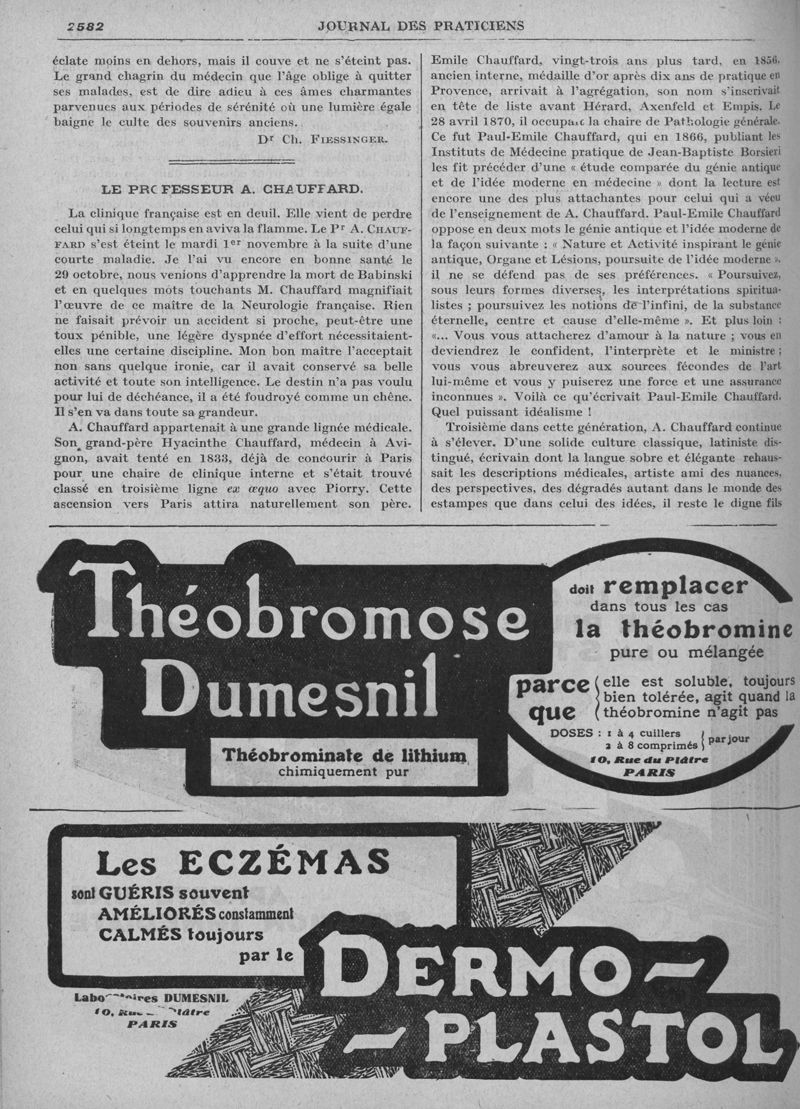 2582
JOURNAL DES PRATICIENS
éclate moins en dehors, mais il couve et ne s'éteint pas.
Le grand chagrin du médecin que l'âge oblige à quitter
ses malades, est de dire adieu à ces âmes charmantes
parvenues aux périodes de sérénité où une lumière égale
baigne le culte des souvenirs anciens.
Dr Ch. FIESSINGER.
LE PROFESSEUR A. CHAUFFARD.
La clinique française est en deuil. Elle vient de perdre
celui qui si longtemps en aviva la flamme. Le Pr A. CHAUF-
FARD s'est éteint le mardi 1er novembre à la suite d'une
courte maladie. Je l'ai vu encore en bonne santé le
29 octobre, nous venions d'apprendre la mort de Babinski
et en quelques mots touchants M. Chauffard magnifiait
l'œuvre de ce maître de la Neurologie française. Rien
ne faisait prévoir un accident si proche, peut-être une
toux pénible, une légère dyspnée d'effort nécessitaient-
elles une certaine discipline. Mon bon maître l'acceptait
non sans quelque ironie, car il avait conservé sa belle
activité et toute son intelligence. Le destin n'a pas voulu
pour lui de déchéance, il a été foudroyé comme un chêne.
Il s'en va dans toute sa grandeur.
A. Chauffard appartenait à une grande lignée médicale.
Son grand-père Hyacinthe Chauffard, médecin à Avi-
gnon, avait tenté en 1833, déjà de concourir à Paris
pour une chaire de clinique interne et s'était trouvé
classé en troisième ligne ex æquo avec Piorry. Cette
ascension vers Paris attira naturellement son père.
Emile Chauffard, vingt-trois ans plus tard, en 1856,
ancien interne, médaille d'or après dix ans de pratique en
Provence, arrivait à l'agrégation, son nom s'inscrivait
en tête de liste avant Hérard, Axenfeld et Empis. Le
28 avril 1870, il occupait la chaire de Pathologie générale.
Ce fut Paul-Emile Chauffard, qui en 1866, publiant les
Instituts de Médecine pratique de Jean-Baptiste Borsieri
les fit précéder d'une « étude comparée du génie antique
et de l'idée moderne en médecine » dont la lecture est
encore une des plus attachantes pour celui qui a vécu
de l'enseignement de A. Chauffard. Paul-Emile Chauffard
oppose en deux mots le génie antique et l'idée moderne de
la façon suivante : « Nature et Activité inspirant le génie
antique, Organe et Lésions, poursuite de l'idée moderne »,
il ne se défend pas de ses préférences. « Poursuivez,
sous leurs formes diverses, les interprétations spiritua-
listes ; poursuivez les notions de l'infini, de la substance
éternelle, centre et cause d'elle-même ». Et plus loin :
«... Vous vous attacherez d'amour à la nature ; vous en
deviendrez le confident, l'interprète et le ministre ;
vous vous abreuverez aux sources fécondes de l'art
lui-même et vous y puiserez une force et une assurance
inconnues ». Voilà ce qu'écrivait Paul-Emile Chauffard.
Quel puissant idéalisme !
Troisième dans cette génération, A. Chauffard continue
à s'élever. D'une solide culture classique, latiniste dis-
tingué, écrivain dont la langue sobre et élégante rehaus-
sait les descriptions médicales, artiste ami des nuances,
des perspectives, des dégradés autant dans le monde des
estampes que dans celui des idées, il reste le digne fils
Théobromose
Dumesnil
Théobrominate de lithium
chimiquement pur
doit remplacer
dans tous les cas
la théobromine
pure ou mélangée
parce que
elle est soluble, toujours
bien tolérée, agit quand la
théobromine n'agit pas
DOSES : 1 à 4 cuillers
2 à 8 comprimés
par jour
10, Rue du Plâtre
PARIS
Les ECZÉMAS
sont GUÉRIS souvent
AMÉLIORÉS constamment
CALMÉS toujours
par le
DERMO-
-PLASTOL
Laboratoires DUMESNIL
10, Rue du Plâtre
PARIS